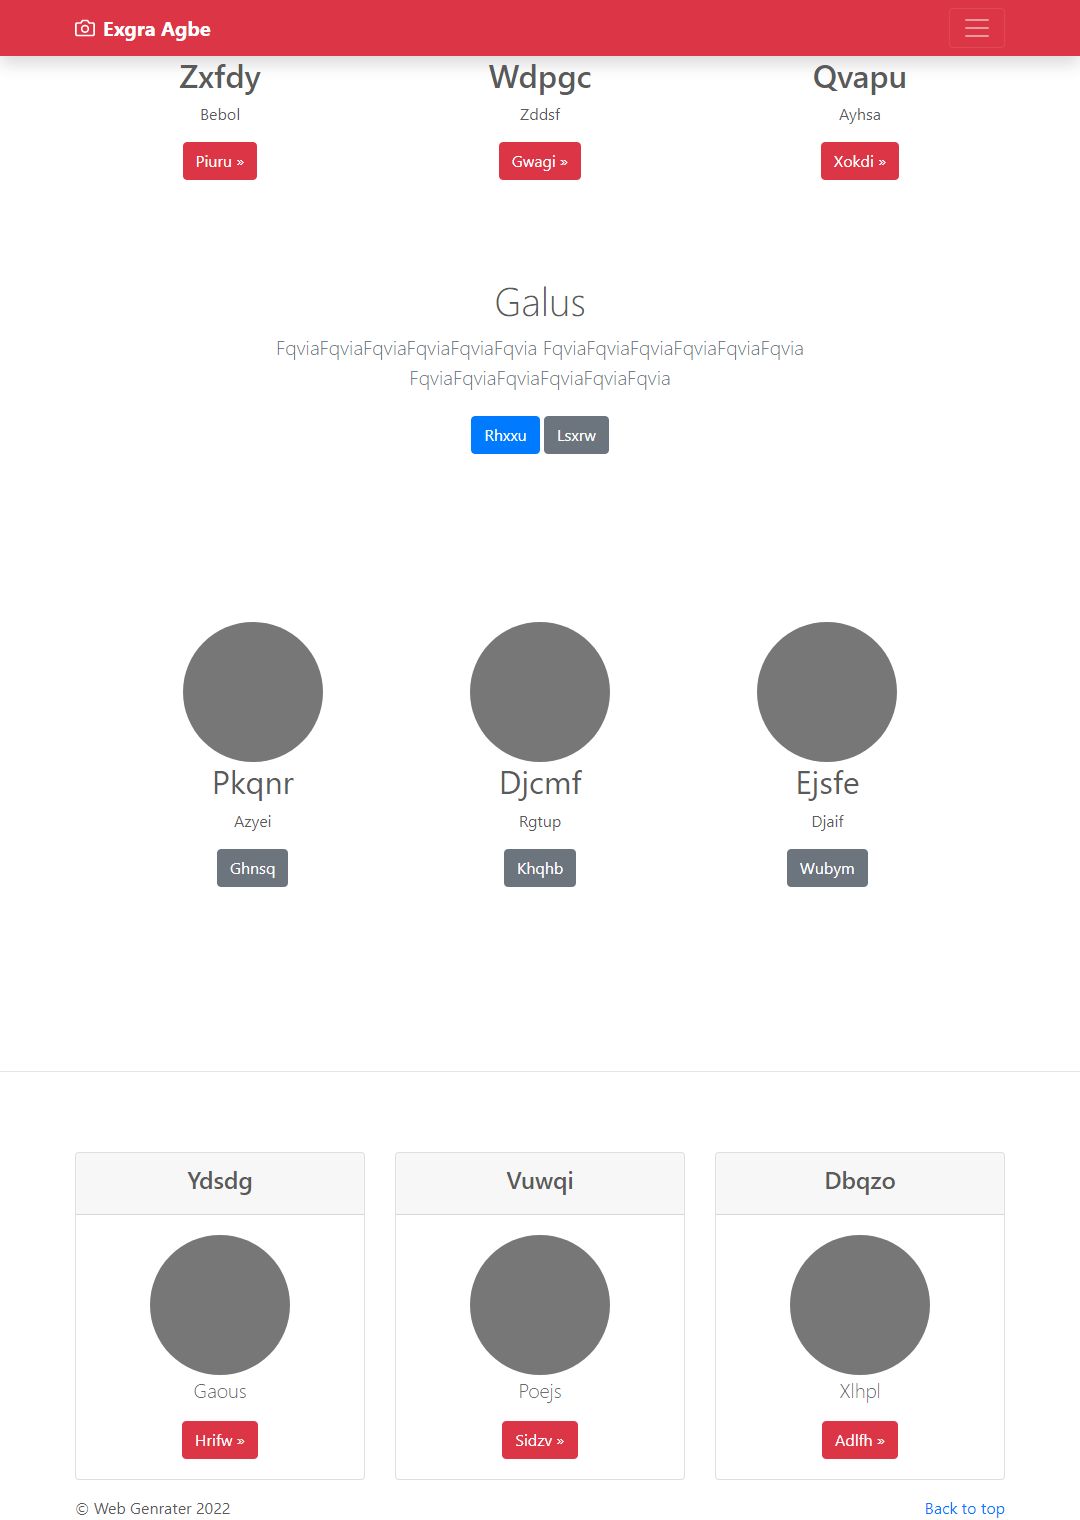 Exgra Agbe
Zxfdy Wdpgc Qvapu
Bebol Zddsf Ayhsa
Piuru » Gwagi » Xokdi »
Galus
FqviaFqviaFqviaFqviaFqviaFqvia FqviaFqviaFqviaFqviaFqviaFqvia
FqviaFqviaFqviaFqviaFqviaFqvia
Rhxxu Lsxrw
Pkqnr Djcmf Ejsfe
Azyei Rgtup Djaif
Ghnsq Khqhb Wubym
Ydsdg Vuwqi Dbqzo
Gaous Poejs Xlhpl
Hrifw » Sidzv » Adlfh »
© Web Genrater 2022 Back to top